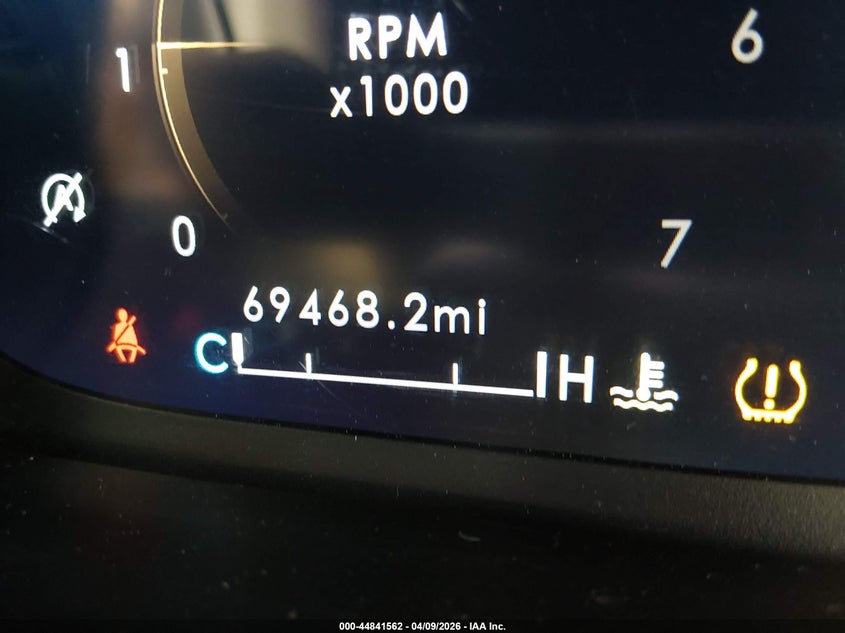 RPM
x1000
1
6
0
7
69468.2mi
C H
000-44841562 - 04/09/2026 - IAA Inc.